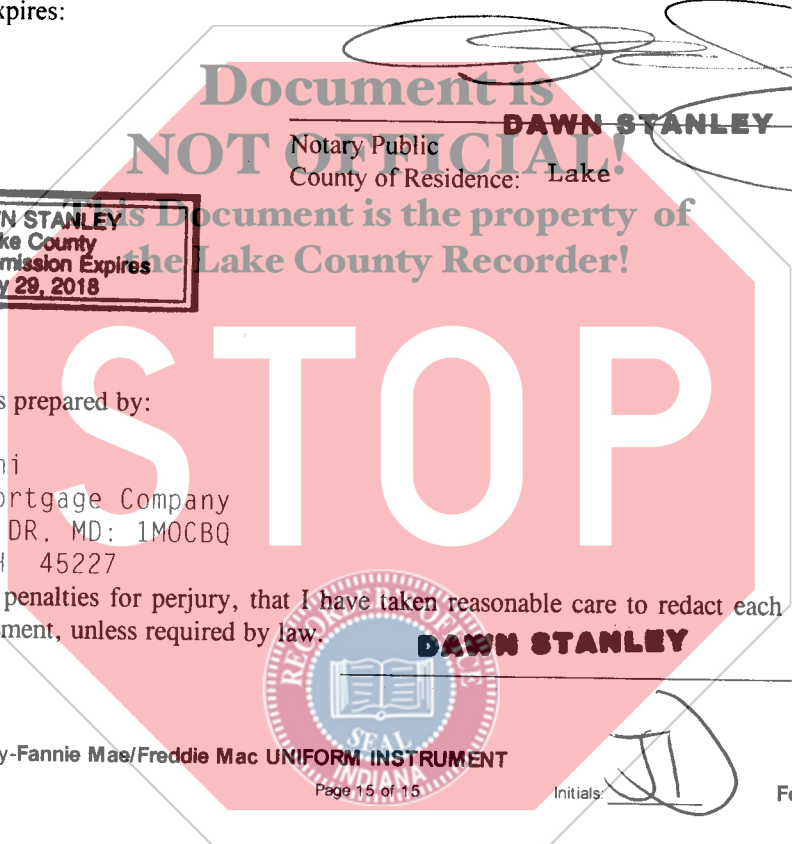 xpires:
Document is
DAWN STANLEY
NOT OFFICIAL!
Notary Public
County of Residence: Lake
This Document is the property of
the Lake County Recorder!
N STANLEY
ke County
mission Expires
y 29, 2018
STOP
s prepared by:
ni
ortgage Company
DR, MD: 1MOCBQ
H 45227
penalties for perjury, that I have taken reasonable care to redact each
ment, unless required by law.
DAWN STANLEY
RECORDER'S OFFICE
SEAL
INDIANA
y-Fannie Mae/Freddie Mac UNIFORM INSTRUMENT
Page 15 of 15
Initials: JI
Fo